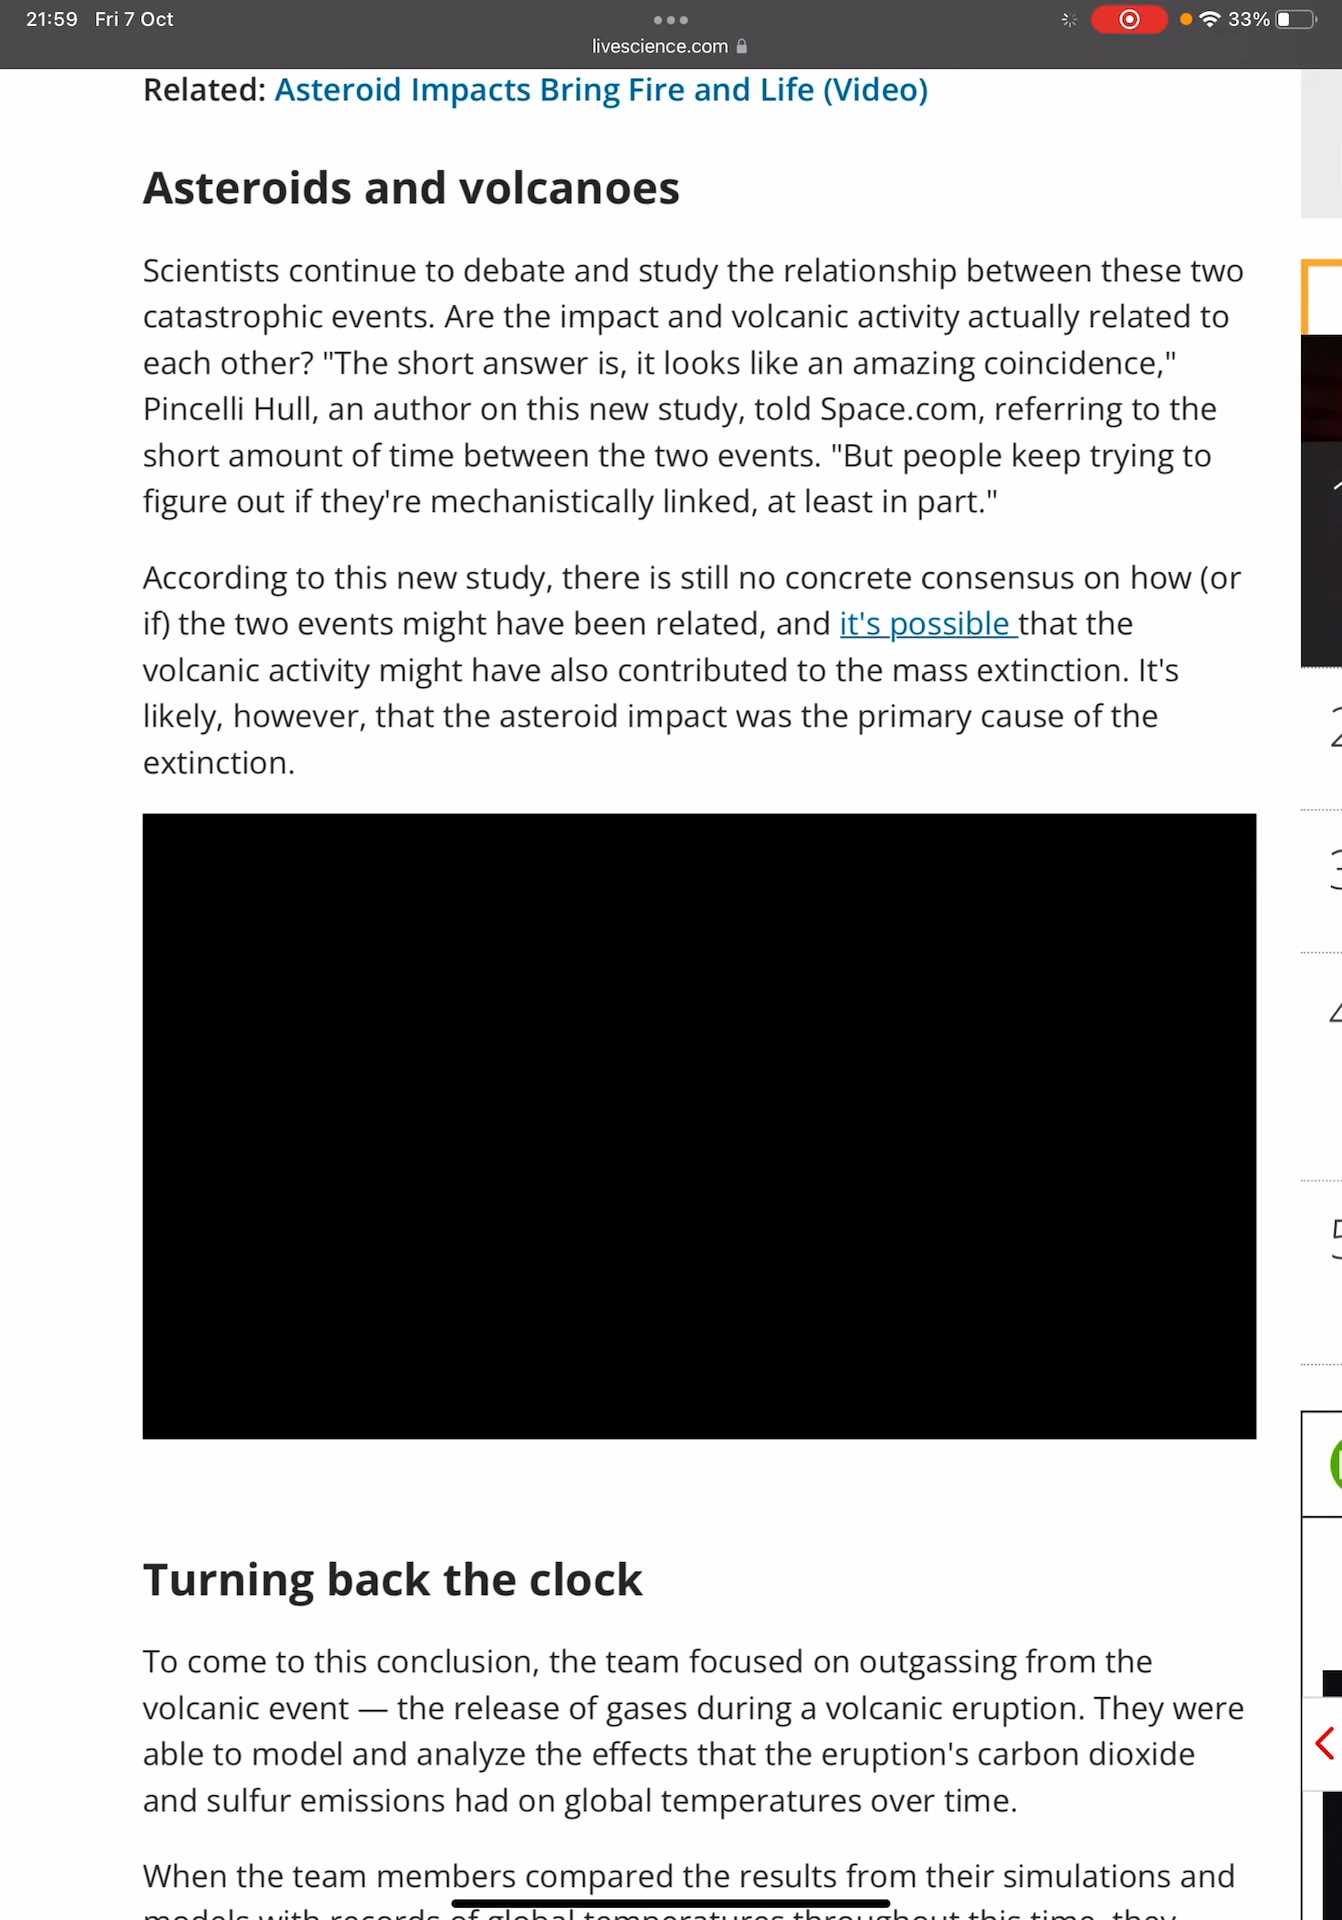 21:59 Fri 7 Oct
33%
livescience.com
Related: Asteroid Impacts Bring Fire and Life (Video)
Asteroids and volcanoes
Scientists continue to debate and study the relationship between these two
catastrophic events. Are the impact and volcanic activity actually related to
each other? "The short answer is, it looks like an amazing coincidence,"
Pincelli Hull, an author on this new study, told Space.com, referring to the
short amount of time between the two events. "But people keep trying to
figure out if they're mechanistically linked, at least in part."
According to this new study, there is still no concrete consensus on how (or
if) the two events might have been related, and it's possible that the
volcanic activity might have also contributed to the mass extinction. It's
likely, however, that the asteroid impact was the primary cause of the
extinction.
Turning back the clock
To come to this conclusion, the team focused on outgassing from the
volcanic event — the release of gases during a volcanic eruption. They were
able to model and analyze the effects that the eruption's carbon dioxide
and sulfur emissions had on global temperatures over time.
When the team members compared the results from their simulations and
models with records of global temperatures throughout this time, they